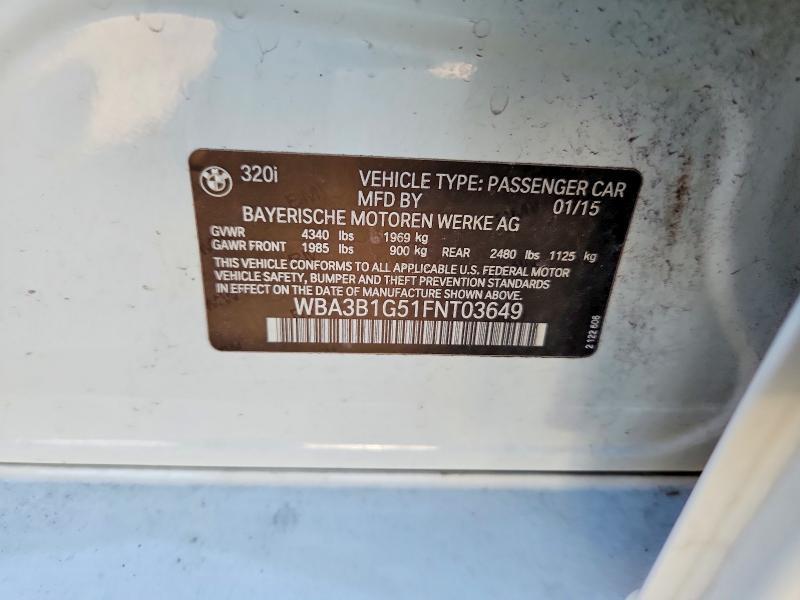 BMW
320i
VEHICLE TYPE: PASSENGER CAR
MFD BY 01/15
BAYERISCHE MOTOREN WERKE AG
GVWR 4340 lbs 1969 kg
GAWR FRONT 1985 lbs 900 kg REAR 2480 lbs 1125 kg
THIS VEHICLE CONFORMS TO ALL APPLICABLE U.S. FEDERAL MOTOR
VEHICLE SAFETY, BUMPER AND THEFT PREVENTION STANDARDS
IN EFFECT ON THE DATE OF MANUFACTURE SHOWN ABOVE.
WBA3B1G51FNT03649
2 122 606